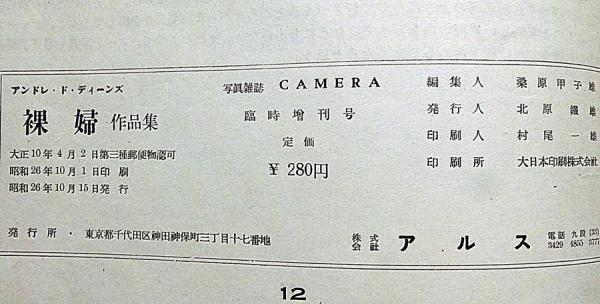 アンドレ・ド・ディーンズ
裸婦 作品集
大正10年4月2日第三種郵便物認可
昭和26年10月1日印刷
昭和26年10月15日発行
写眞雑誌 CAMERA
臨時増刊号
定価
¥ 280円
編集人 桑原甲子雄
発行人 北原鐵雄
印刷人 村尾一雄
印刷所 大日本印刷株式会社
発行所・東京都千代田区神田神保町三丁目十七番地
株式会社 アルス
電話 九段 (33)
3429 4855 5777
12